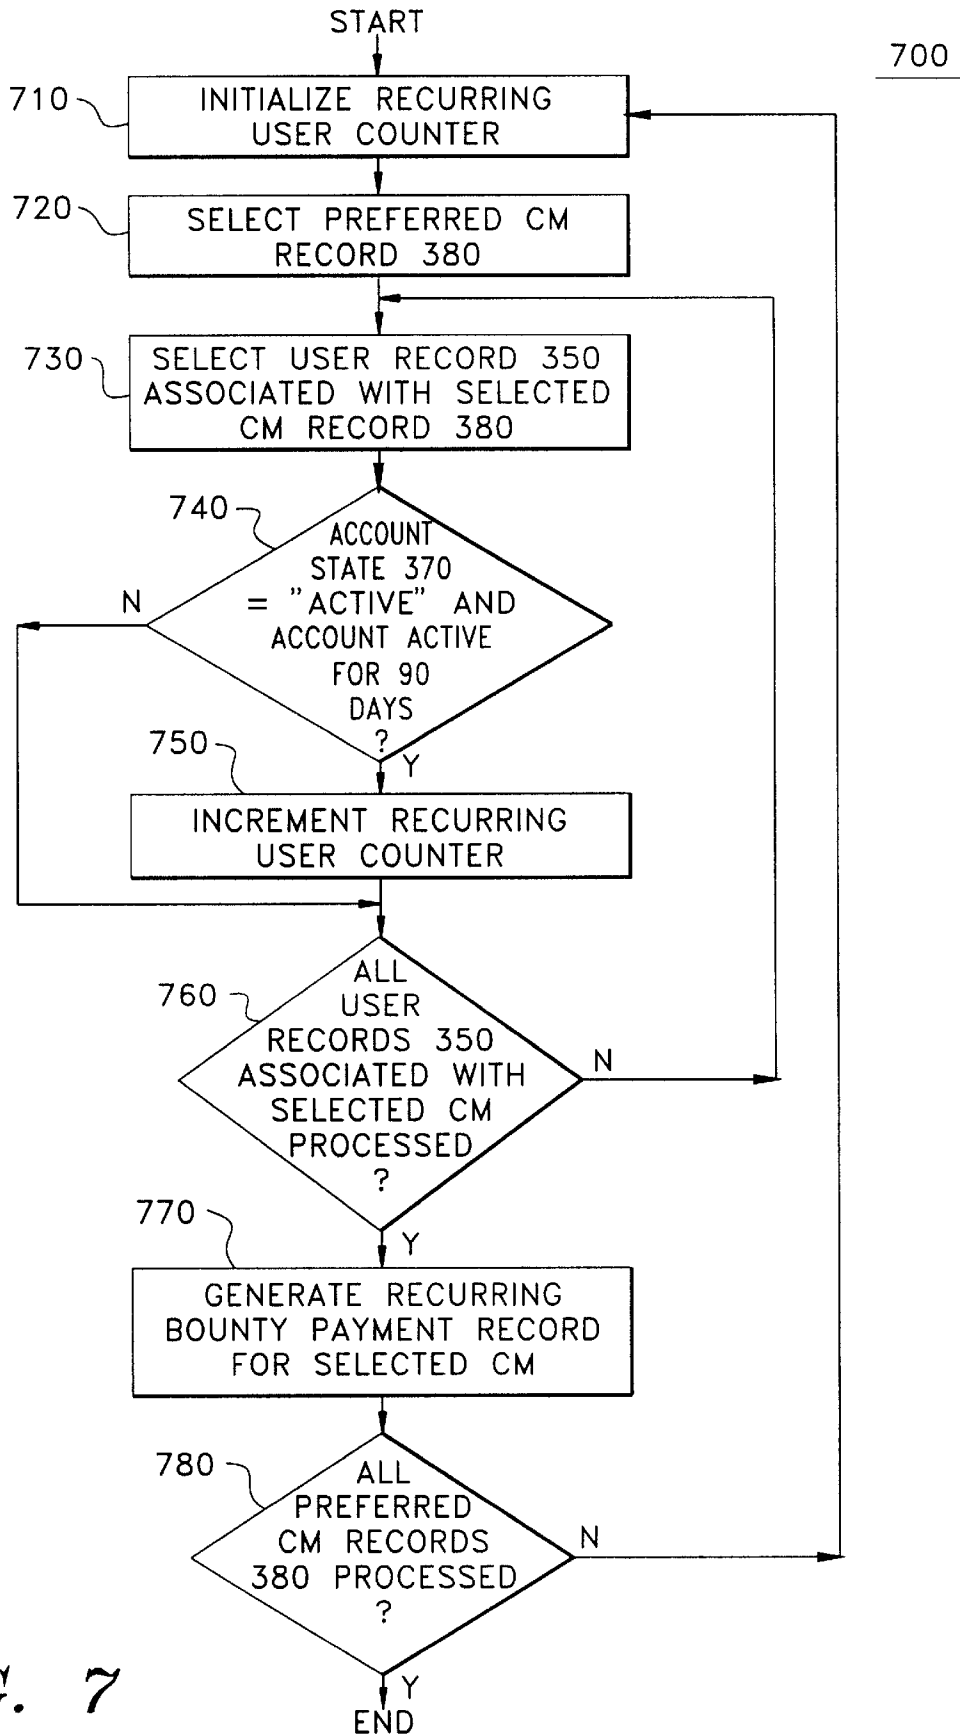 START
700
710
INITIALIZE RECURRING
USER COUNTER
720
SELECT PREFERRED CM
RECORD 380
730
SELECT USER RECORD 350
ASSOCIATED WITH SELECTED
CM RECORD 380
740
ACCOUNT
STATE 370
= "ACTIVE" AND
ACCOUNT ACTIVE
FOR 90
DAYS
?
N
Y
750
INCREMENT RECURRING
USER COUNTER
760
ALL
USER
RECORDS 350
ASSOCIATED WITH
SELECTED CM
PROCESSED
?
N
Y
770
GENERATE RECURRING
BOUNTY PAYMENT RECORD
FOR SELECTED CM
780
ALL
PREFERRED
CM RECORDS
380 PROCESSED
?
N
Y
END
G. 7